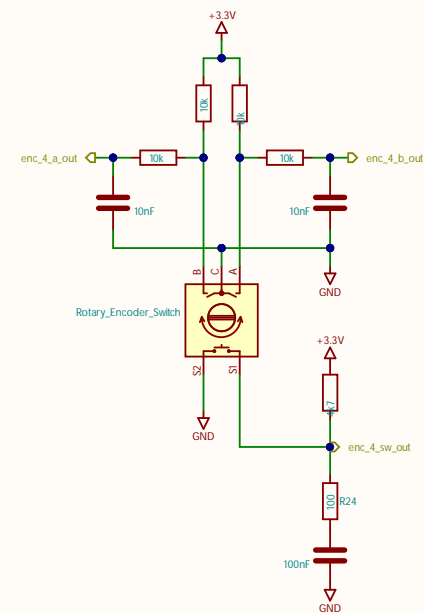 +3.3V
10k
10k
enc_4_a_out
10k
10k
enc_4_b_out
10nF
10nF
B
C
A
GND
Rotary_Encoder_Switch
+3.3V
S2
S1
4k7
GND
enc_4_sw_out
100
R24
100nF
GND